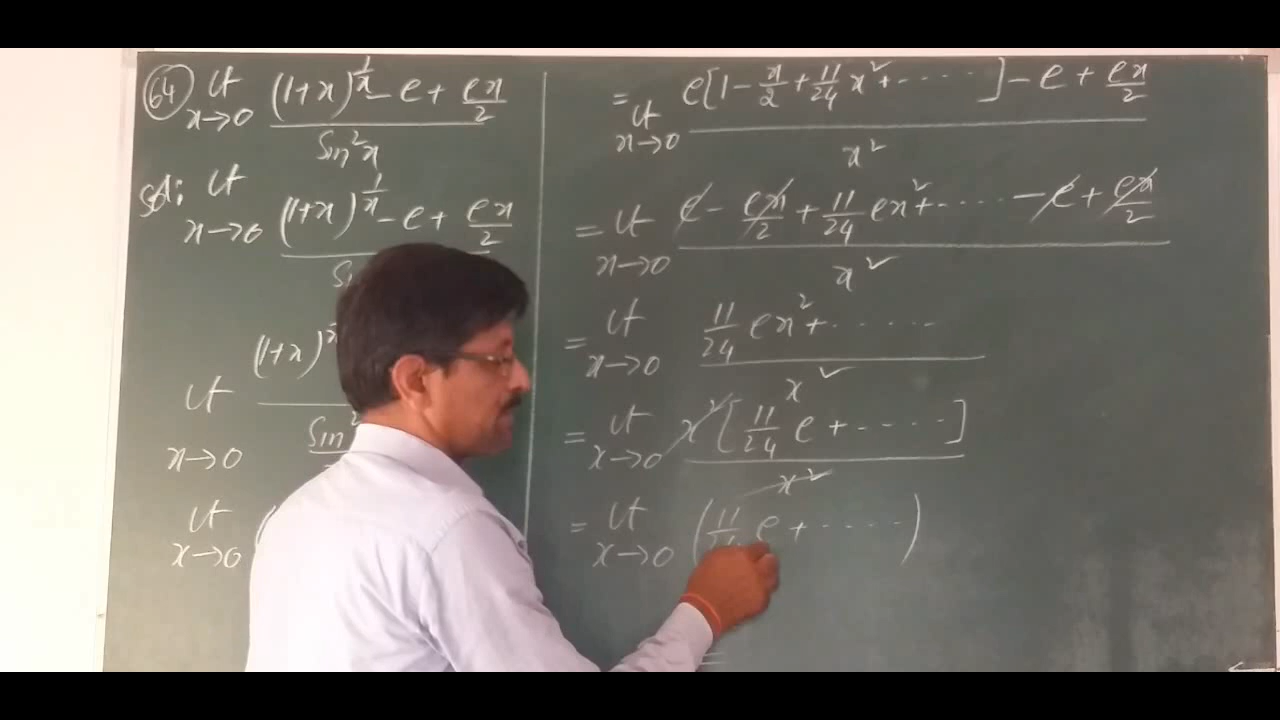 (64) Lt x→0 ((1+x)^(1/x) - e + ex/2) / Sin²x
Sol: Lt x→0 ((1+x)^(1/x) - e + ex/2) / Si
Lt x→0 (1+x) / Sin²
Lt x→0 (
= Lt x→0 (e[1 - x/2 + 11/24 x² + ......] - e + ex/2) / x²
= Lt x→0 (e - ex/2 + 11/24 ex² + ...... - e + ex/2) / x²
= Lt x→0 (11/24 ex² + ......) / x²
= Lt x→0 x² [11/24 e + .....] / x²
= Lt x→0 (11/24 e + .....)
=